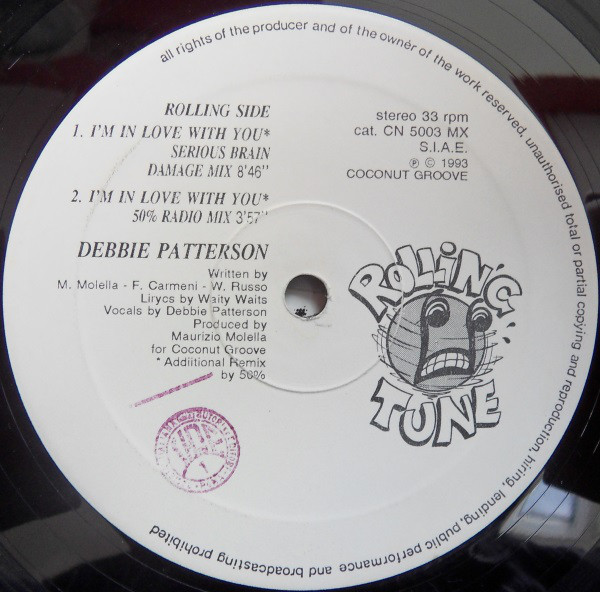 all rights of the producer and of the owner of the work reserved, unauthorised total or partial copying and reproduction, hiring, lending, public performance and broadcasting prohibited
ROLLING SIDE
1. I'M IN LOVE WITH YOU*
SERIOUS BRAIN
DAMAGE MIX 8'46"
2. I'M IN LOVE WITH YOU*
50% RADIO MIX 3'57"
DEBBIE PATTERSON
Written by
M. Molella - F. Carmeni - W. Russo
Lirycs by Waity Waits
Vocals by Debbie Patterson
Produced by
Maurizio Molella
for Coconut Groove
* Addiitional Remix
by 50%
stereo 33 rpm
cat. CN 5003 MX
S.I.A.E.
℗ © 1993
COCONUT GROOVE
ROLLING
TUNE